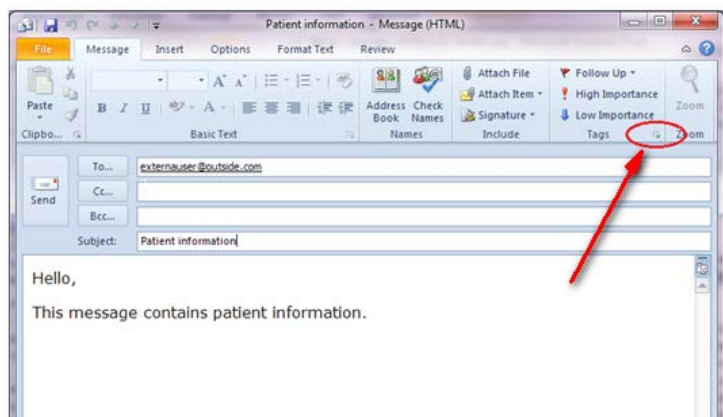 Patient information - Message (HTML)
File Message Insert Options Format Text Review
Paste
Clipbo...
B I U A
Basic Text
Address Book
Check Names
Names
Attach File
Attach Item
Signature
Include
Follow Up
High Importance
Low Importance
Tags
Zoom
Zoom
Send
To... externauser@outside.com
Cc...
Bcc...
Subject: Patient information
Hello,
This message contains patient information.